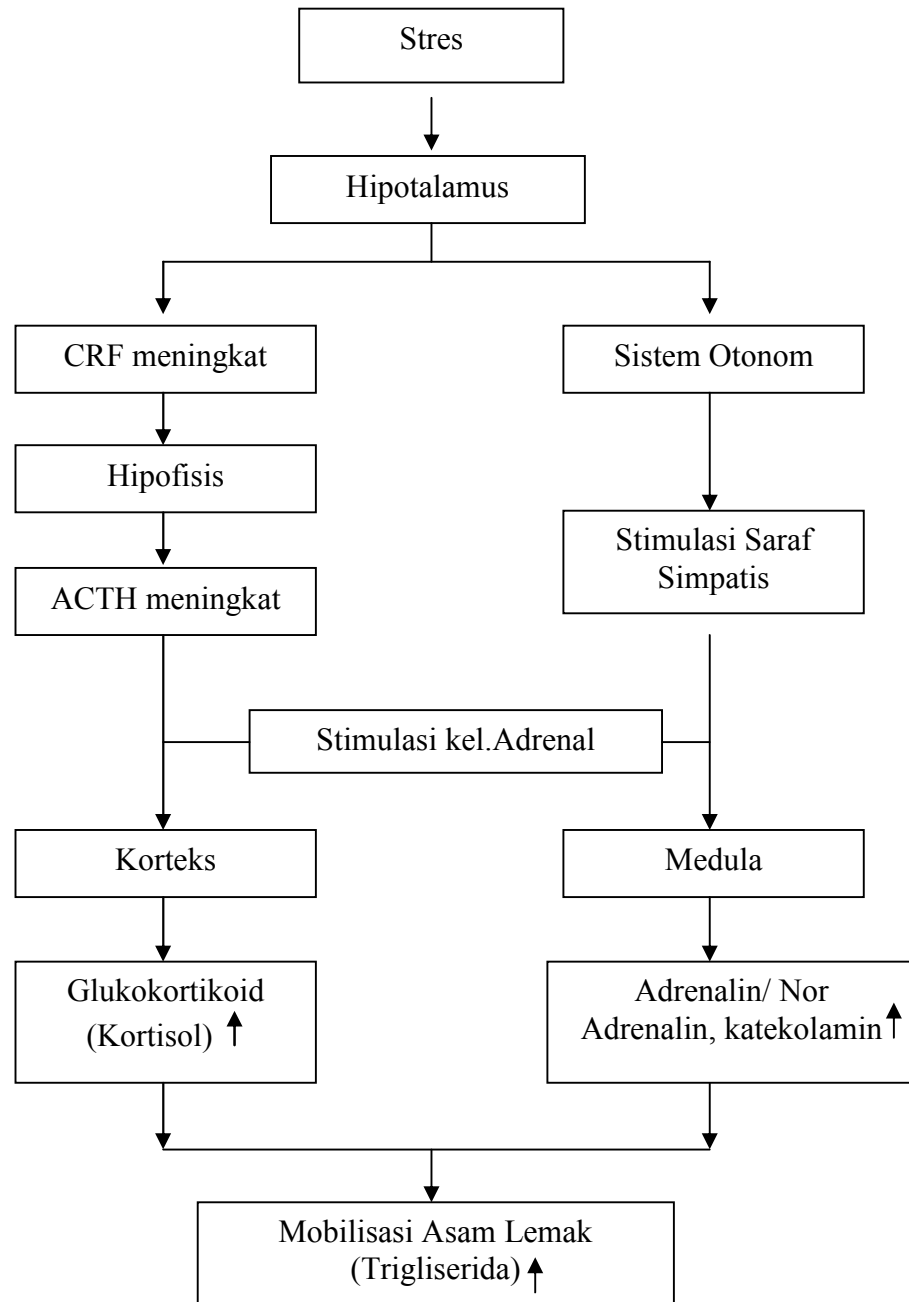 Stres
Hipotalamus
CRF meningkat
Sistem Otonom
Hipofisis
Stimulasi Saraf
Simpatis
ACTH meningkat
Stimulasi kel.Adrenal
Korteks
Medula
Glukokortikoid
(Kortisol)
Adrenalin/ Nor
Adrenalin, katekolamin
Mobilisasi Asam Lemak
(Trigliserida)